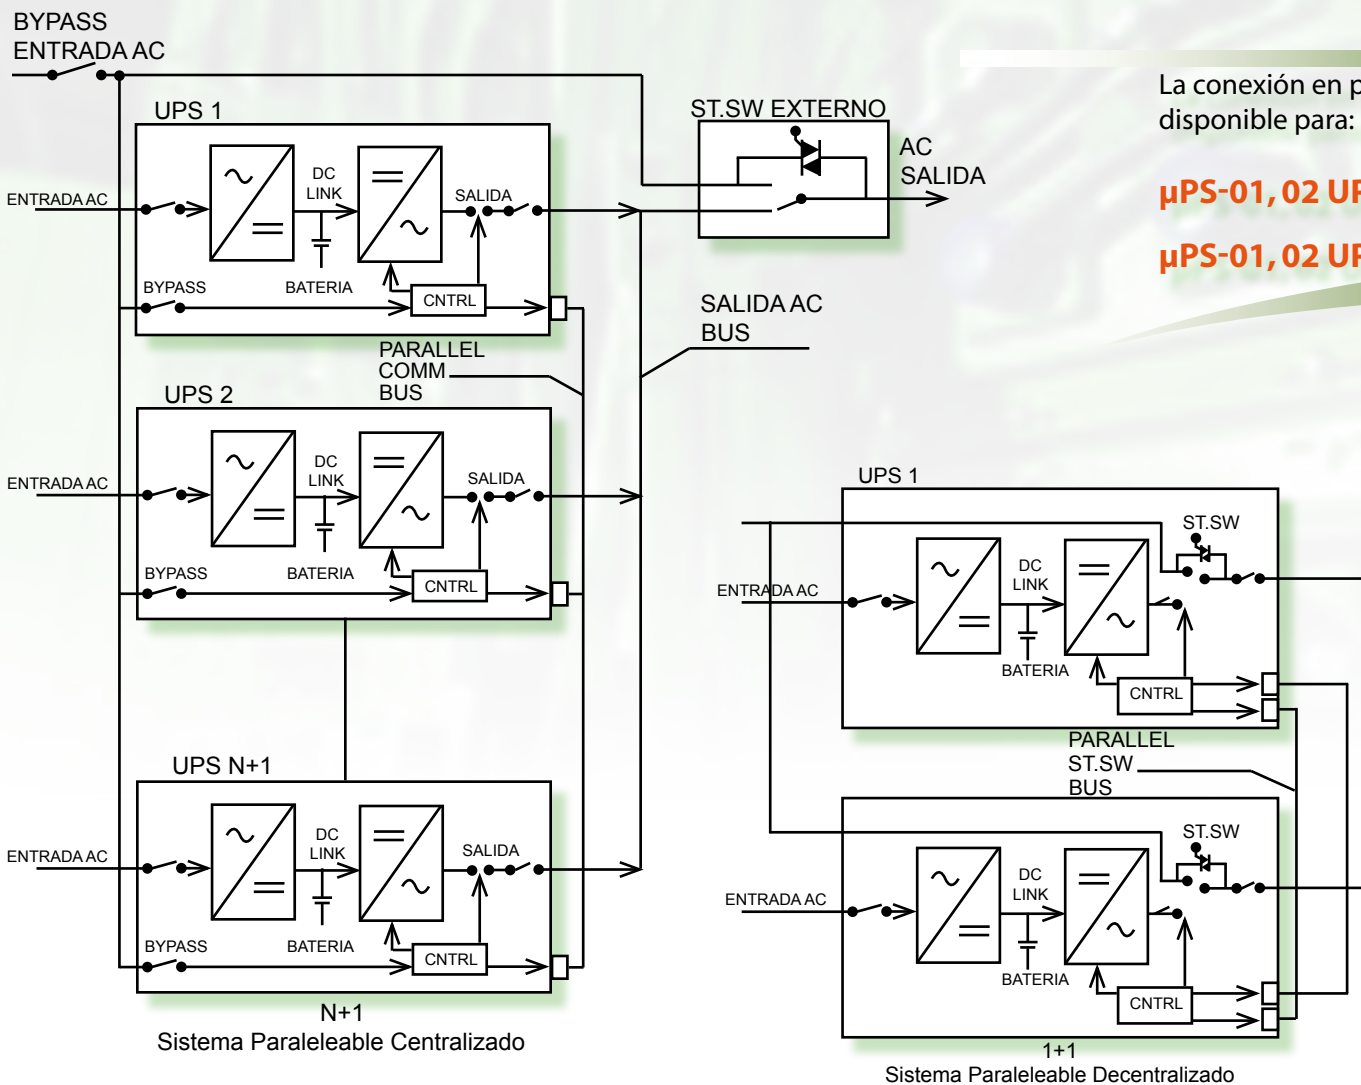 BYPASS
ENTRADA AC
UPS 1
ENTRADA AC
DC
LINK
SALIDA
BYPASS
BATERIA
CNTRL
PARALLEL
COMM
BUS
UPS 2
ENTRADA AC
DC
LINK
SALIDA
BYPASS
BATERIA
CNTRL
UPS N+1
ENTRADA AC
DC
LINK
SALIDA
BYPASS
BATERIA
CNTRL
N+1
Sistema Paraleleable Centralizado
ST.SW EXTERNO
AC
SALIDA
SALIDA AC
BUS
La conexión en p
disponible para:
µPS-01, 02 UP
µPS-01, 02 UP
UPS 1
ST.SW
ENTRADA AC
DC
LINK
BATERIA
CNTRL
PARALLEL
ST.SW
BUS
ST.SW
ENTRADA AC
DC
LINK
BATERIA
CNTRL
1+1
Sistema Paraleleable Decentralizado